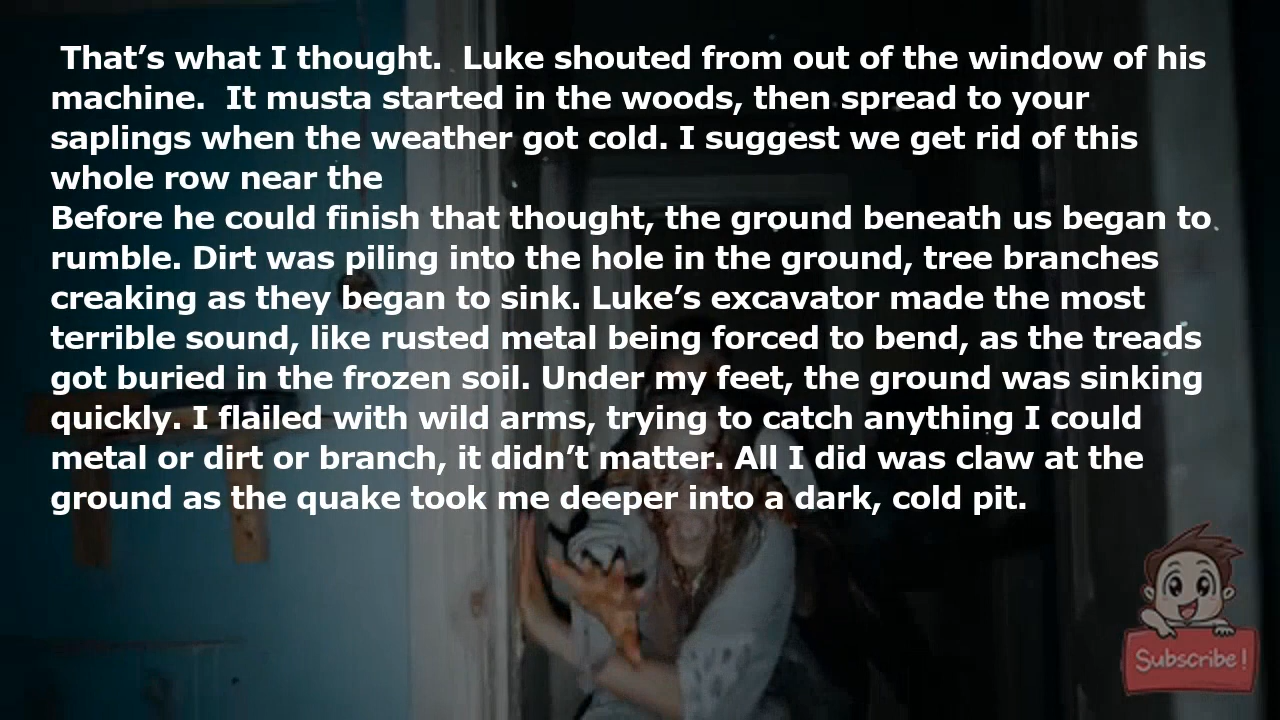 That’s what I thought.  Luke shouted from out of the window of his
machine.  It musta started in the woods, then spread to your
saplings when the weather got cold. I suggest we get rid of this
whole row near the
Before he could finish that thought, the ground beneath us began to
rumble. Dirt was piling into the hole in the ground, tree branches
creaking as they began to sink. Luke’s excavator made the most
terrible sound, like rusted metal being forced to bend, as the treads
got buried in the frozen soil. Under my feet, the ground was sinking
quickly. I flailed with wild arms, trying to catch anything I could
metal or dirt or branch, it didn’t matter. All I did was claw at the
ground as the quake took me deeper into a dark, cold pit.
Subscribe!